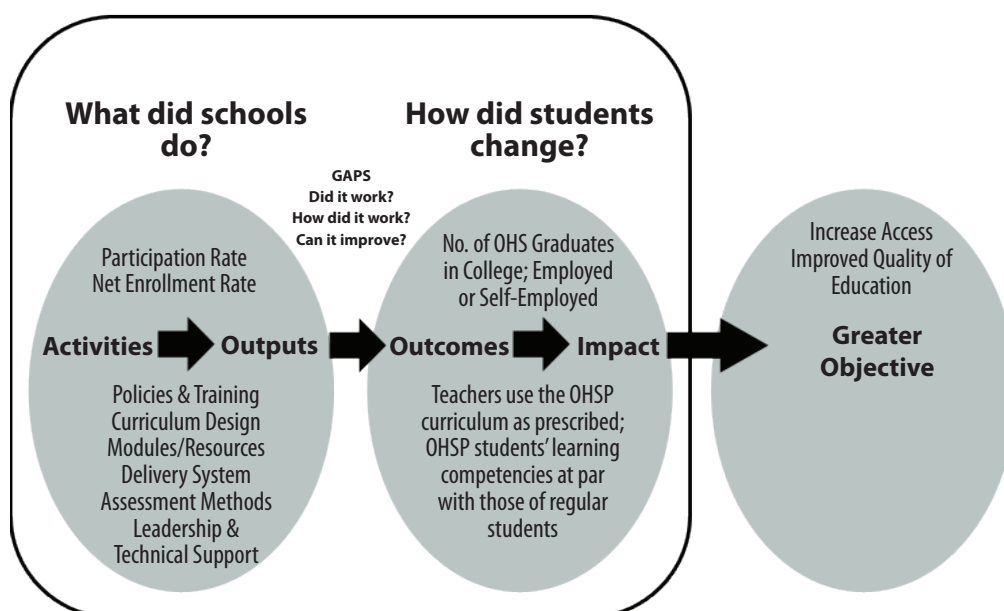 What did schools
do?
How did students
change?
GAPS
Did it work?
How did it work?
Can it improve?
Participation Rate
Net Enrollment Rate
No. of OHS Graduates
in College; Employed
or Self-Employed
Increase Access
Improved Quality of
Education
Activities
Outputs
Outcomes
Impact
Greater
Objective
Policies & Training
Curriculum Design
Modules/Resources
Delivery System
Assessment Methods
Leadership &
Technical Support
Teachers use the OHSP
curriculum as prescribed;
OHSP students' learning
competencies at par
with those of regular
students